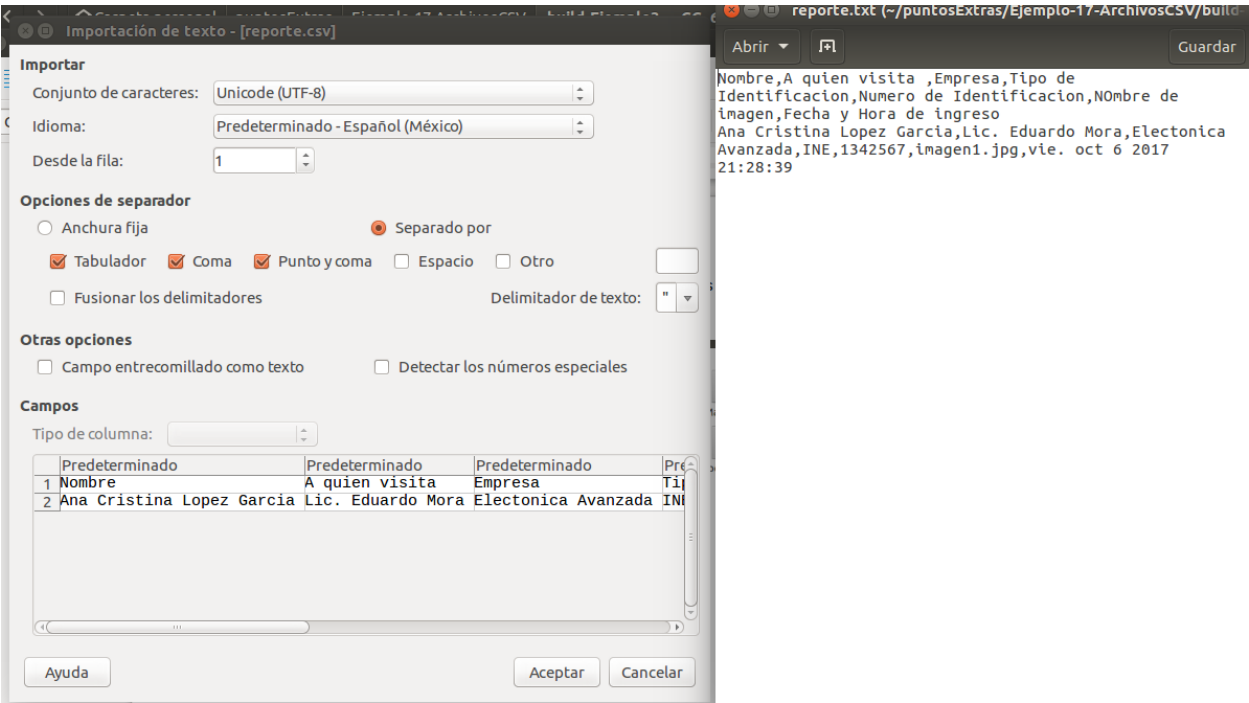 Importación de texto - [reporte.csv]
Importar
Conjunto de caracteres: Unicode (UTF-8)
Idioma: Predeterminado - Español (México)
Desde la fila: 1
Opciones de separador
Anchura fija Separado por
Tabulador Coma Punto y coma Espacio Otro
Fusionar los delimitadores Delimitador de texto: "
Otras opciones
Campo entrecomillado como texto Detectar los números especiales
Campos
Tipo de columna:
Predeterminado Predeterminado Predeterminado
1 Nombre A quien visita Empresa
2 Ana Cristina Lopez Garcia Lic. Eduardo Mora Electonica Avanzada INE
Ayuda Aceptar Cancelar
reporte.txt (~/puntosExtras/Ejemplo-17-ArchivosCSV/build-
Abrir Guardar
Nombre,A quien visita ,Empresa,Tipo de
Identificacion,Numero de Identificacion,NOmbre de
imagen,Fecha y Hora de ingreso
Ana Cristina Lopez Garcia,Lic. Eduardo Mora,Electonica
Avanzada,INE,1342567,imagen1.jpg,vie. oct 6 2017
21:28:39